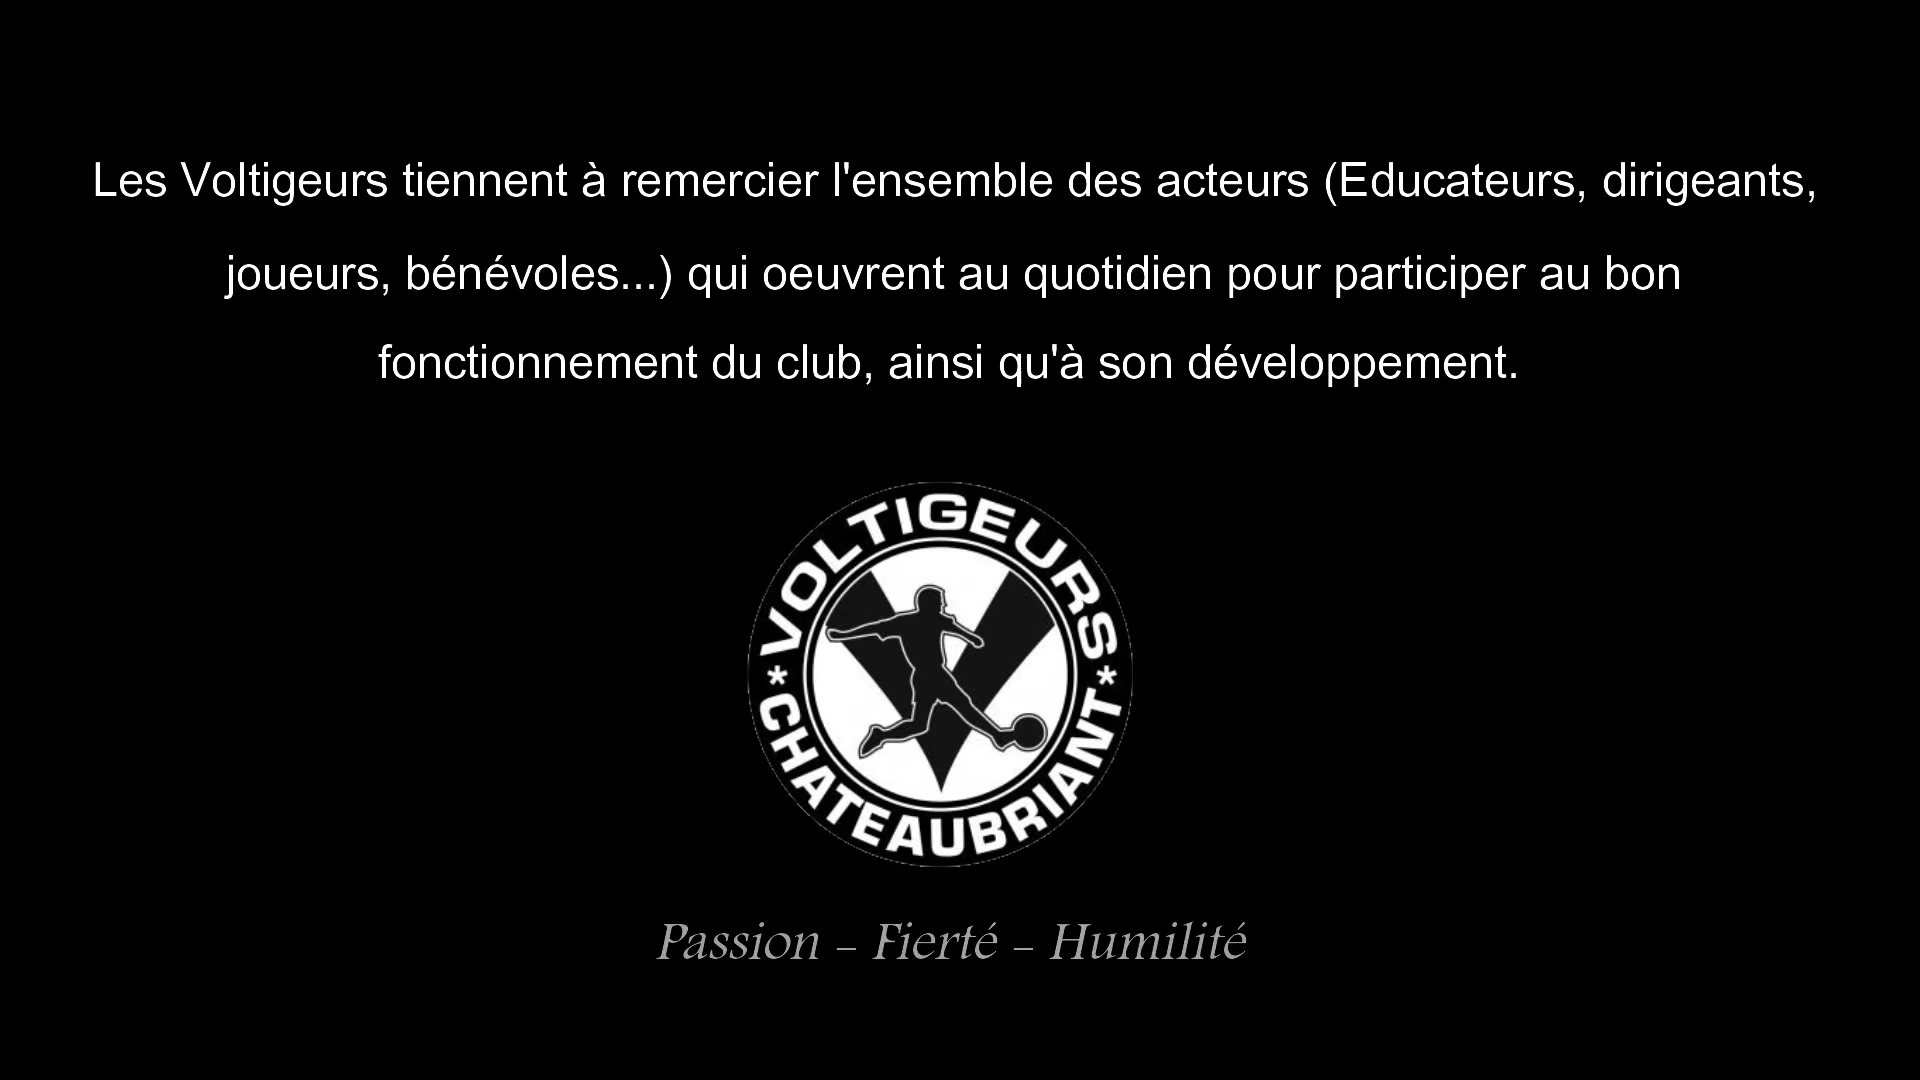 Les Voltigeurs tiennent à remercier l'ensemble des acteurs (Educateurs, dirigeants,
joueurs, bénévoles...) qui oeuvrent au quotidien pour participer au bon
fonctionnement du club, ainsi qu'à son développement.
VOLTIGEURS
* CHATEAUBRIANT *
Passion - Fierté - Humilité